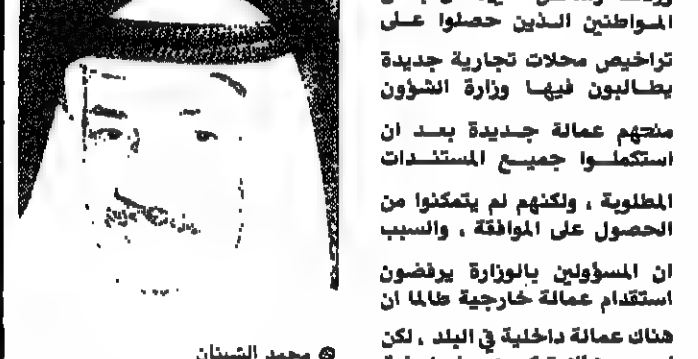 المواطنين الذين حصلوا على
تراخيص محلات تجارية جديدة
يطالبون فيها وزارة الشؤون
منحهم عمالة جديدة بعد ان
استكملوا جميع المستندات
المطلوبة ، ولكنهم لم يتمكنوا من
الحصول على الموافقة ، والسبب
ان المسؤولين بالوزارة يرفضون
استقدام عمالة خارجية طالما ان
هناك عمالة داخلية في البلد ، لكن
محمد الشيتان